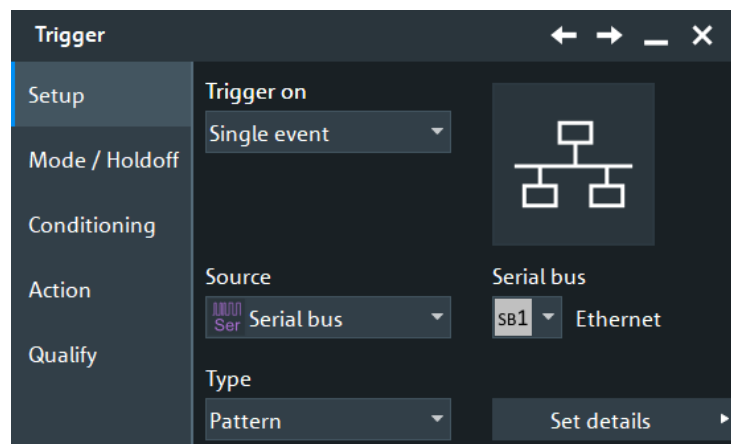 Trigger
Setup
Mode / Holdoff
Conditioning
Action
Qualify
Trigger on
Single event
Source
Ser Serial bus
Serial bus
SB1 Ethernet
Type
Pattern
Set details